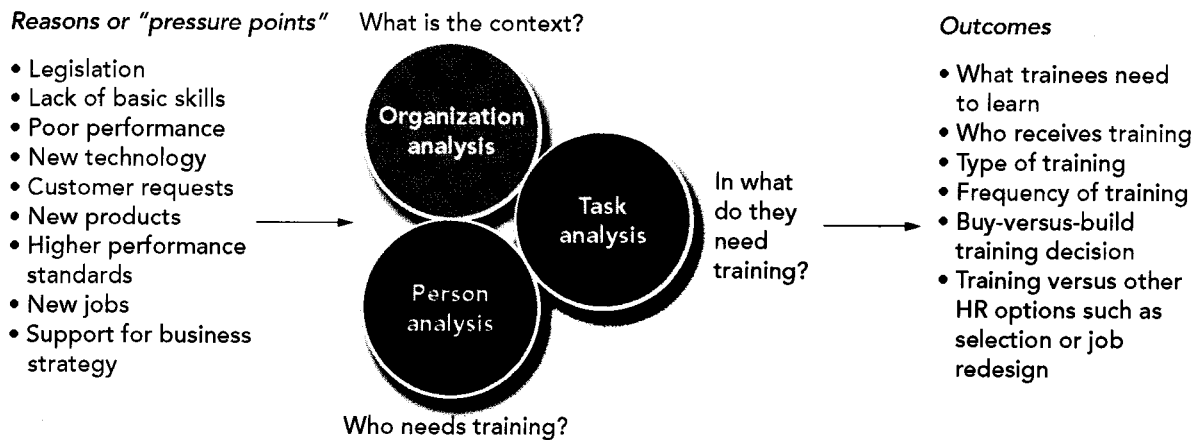 Reasons or “pressure points”
• Legislation
• Lack of basic skills
• Poor performance
• New technology
• Customer requests
• New products
• Higher performance
standards
• New jobs
• Support for business
strategy
What is the context?
Organization
analysis
Task
analysis
Person
analysis
Who needs training?
In what
do they
need
training?
Outcomes
• What trainees need
to learn
• Who receives training
• Type of training
• Frequency of training
• Buy-versus-build
training decision
• Training versus other
HR options such as
selection or job
redesign